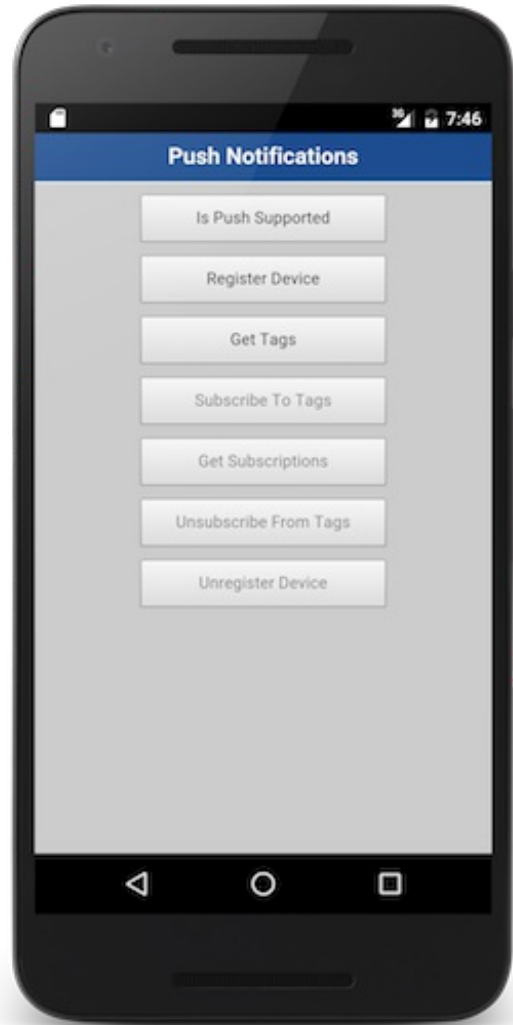 3G 7:46
Push Notifications
Is Push Supported
Register Device
Get Tags
Subscribe To Tags
Get Subscriptions
Unsubscribe From Tags
Unregister Device